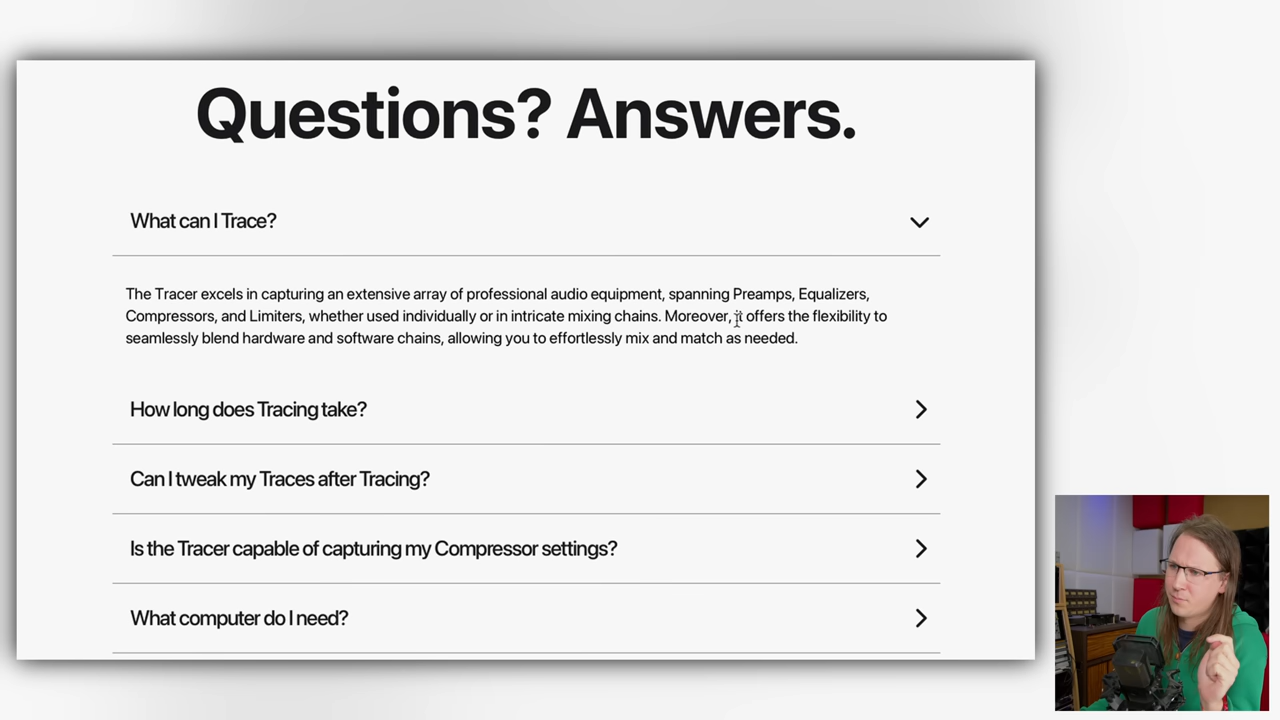 Questions? Answers.
What can I Trace?
The Tracer excels in capturing an extensive array of professional audio equipment, spanning Preamps, Equalizers,
Compressors, and Limiters, whether used individually or in intricate mixing chains. Moreover, it offers the flexibility to
seamlessly blend hardware and software chains, allowing you to effortlessly mix and match as needed.
How long does Tracing take?
Can I tweak my Traces after Tracing?
Is the Tracer capable of capturing my Compressor settings?
What computer do I need?